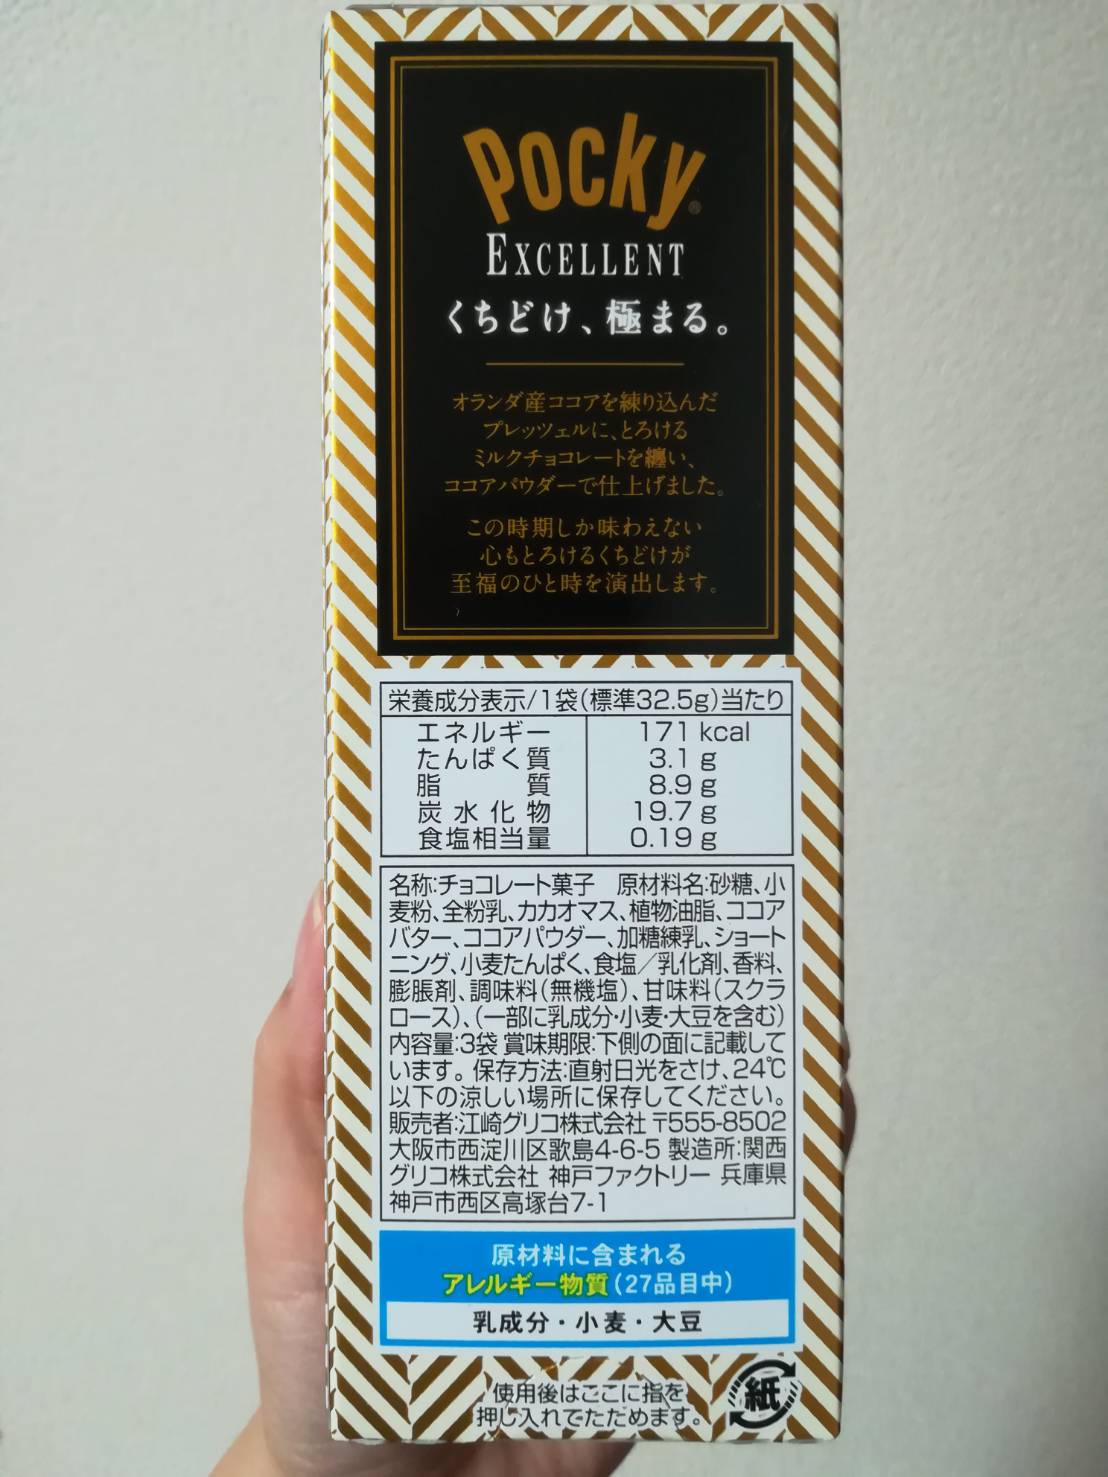 Pocky®
EXCELLENT
くちどけ、極まる。
オランダ産ココアを練り込んだ
プレッツェルに、とろける
ミルクチョコレートを纏い、
ココアパウダーで仕上げました。
この時期しか味わえない
心もとろけるくちどけが
至福のひと時を演出します。
栄養成分表示/1袋(標準32.5g)当たり
エネルギー 171 kcal
たんぱく質 3.1 g
脂質 8.9 g
炭水化物 19.7 g
食塩相当量 0.19 g
名称:チョコレート菓子 原材料名:砂糖、小
麦粉、全粉乳、カカオマス、植物油脂、ココア
バター、ココアパウダー、加糖練乳、ショート
ニング、小麦たんぱく、食塩/乳化剤、香料、
膨脹剤、調味料(無機塩)、甘味料(スクラ
ロース)、(一部に乳成分・小麦・大豆を含む)
内容量:3袋 賞味期限:下側の面に記載して
います。保存方法:直射日光をさけ、24℃
以下の涼しい場所に保存してください。
販売者:江崎グリコ株式会社 〒555-8502
大阪市西淀川区歌島4-6-5 製造所:関西
グリコ株式会社 神戸ファクトリー 兵庫県
神戸市西区高塚台7-1
原材料に含まれる
アレルギー物質(27品目中)
乳成分・小麦・大豆
使用後はここに指を
押し入れてたためます。
紙